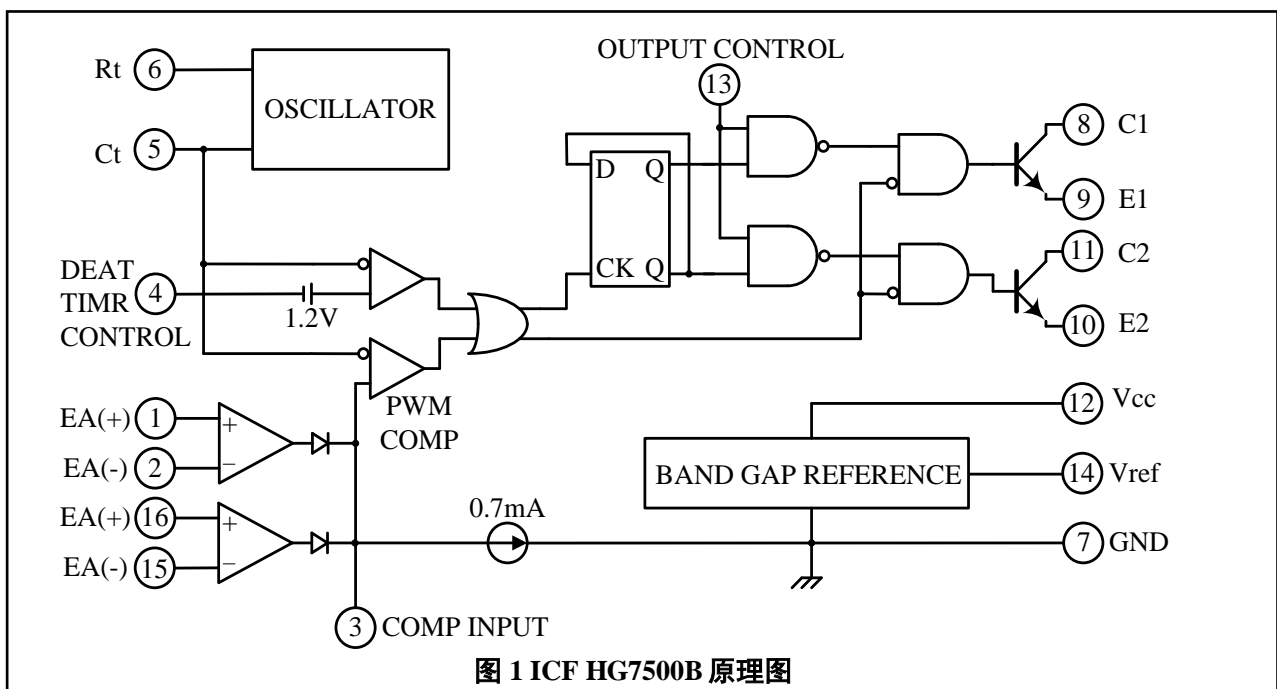 OUTPUT CONTROL
13
Rt 6
OSCILLATOR
Ct 5
8 C1
D Q
9 E1
CK Q
11 C2
DEAT
TIMR
CONTROL
4
1.2V
10 E2
PWM
COMP
12 Vcc
EA(+) 1
+
EA(-) 2
−
BAND GAP REFERENCE
14 Vref
EA(+) 16
+
0.7mA
EA(-) 15
−
7 GND
3 COMP INPUT
图 1 ICF HG7500B 原理图